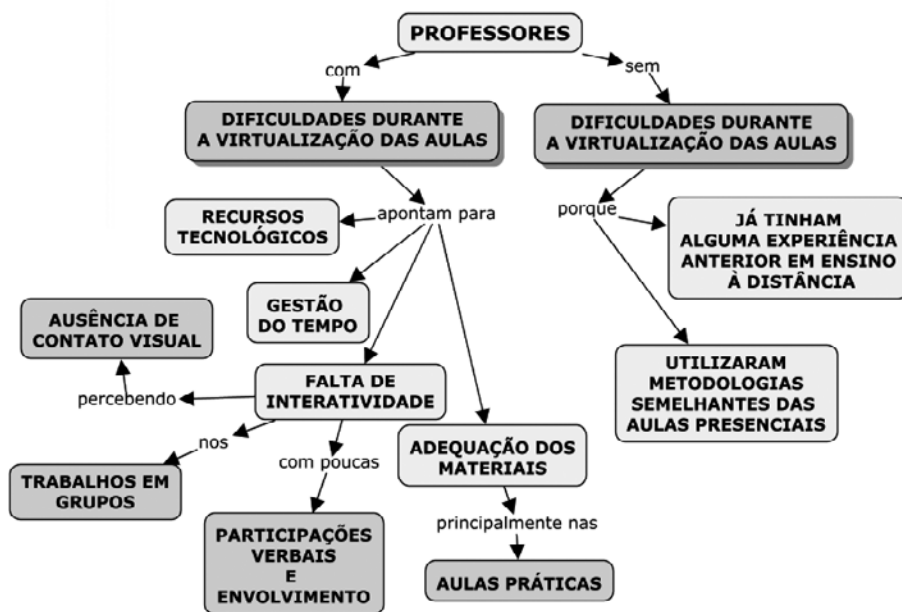 PROFESSORES
com
sem
DIFICULDADES DURANTE
A VIRTUALIZAÇÃO DAS AULAS
DIFICULDADES DURANTE
A VIRTUALIZAÇÃO DAS AULAS
apontam para
porque
RECURSOS
TECNOLÓGICOS
JÁ TINHAM
ALGUMA EXPERIÊNCIA
ANTERIOR EM ENSINO
À DISTÂNCIA
GESTÃO
DO TEMPO
AUSÊNCIA DE
CONTATO VISUAL
UTILIZARAM
METODOLOGIAS
SEMELHANTES DAS
AULAS PRESENCIAIS
percebendo
FALTA DE
INTERATIVIDADE
nos
com poucas
ADEQUAÇÃO DOS
MATERIAIS
TRABALHOS EM
GRUPOS
principalmente nas
PARTICIPAÇÕES
VERBAIS
E
ENVOLVIMENTO
AULAS PRÁTICAS